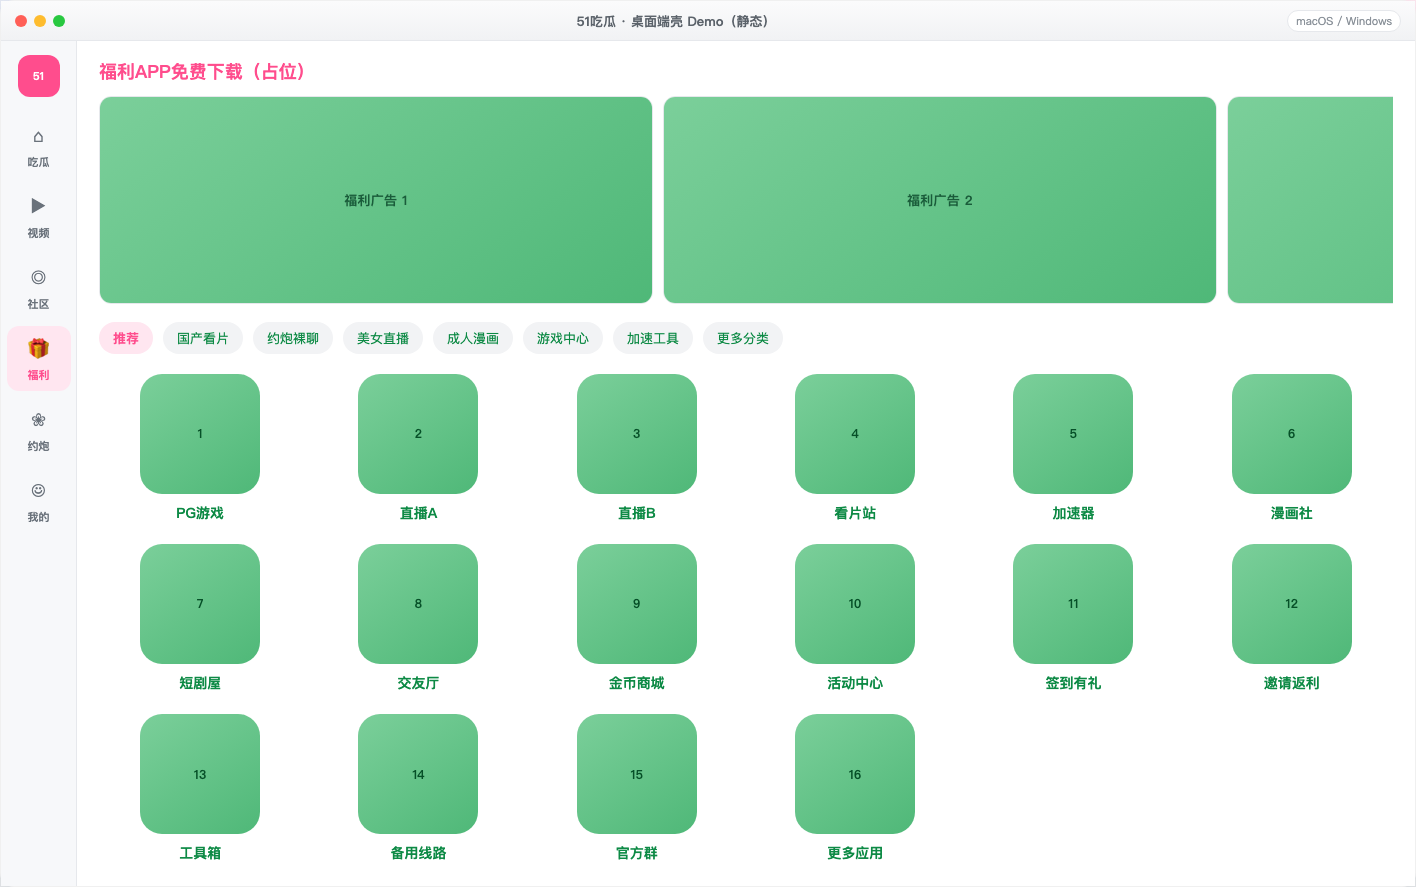 51吃瓜 · 桌面端壳 Demo（静态）
macOS / Windows
51
吃瓜
视频
社区
福利
约炮
我的
福利APP免费下载（占位）
福利广告 1
福利广告 2
推荐
国产看片
约炮裸聊
美女直播
成人漫画
游戏中心
加速工具
更多分类
1
2
3
4
5
6
PG游戏
直播A
直播B
看片站
加速器
漫画社
7
8
9
10
11
12
短剧屋
交友厅
金币商城
活动中心
签到有礼
邀请返利
13
14
15
16
工具箱
备用线路
官方群
更多应用